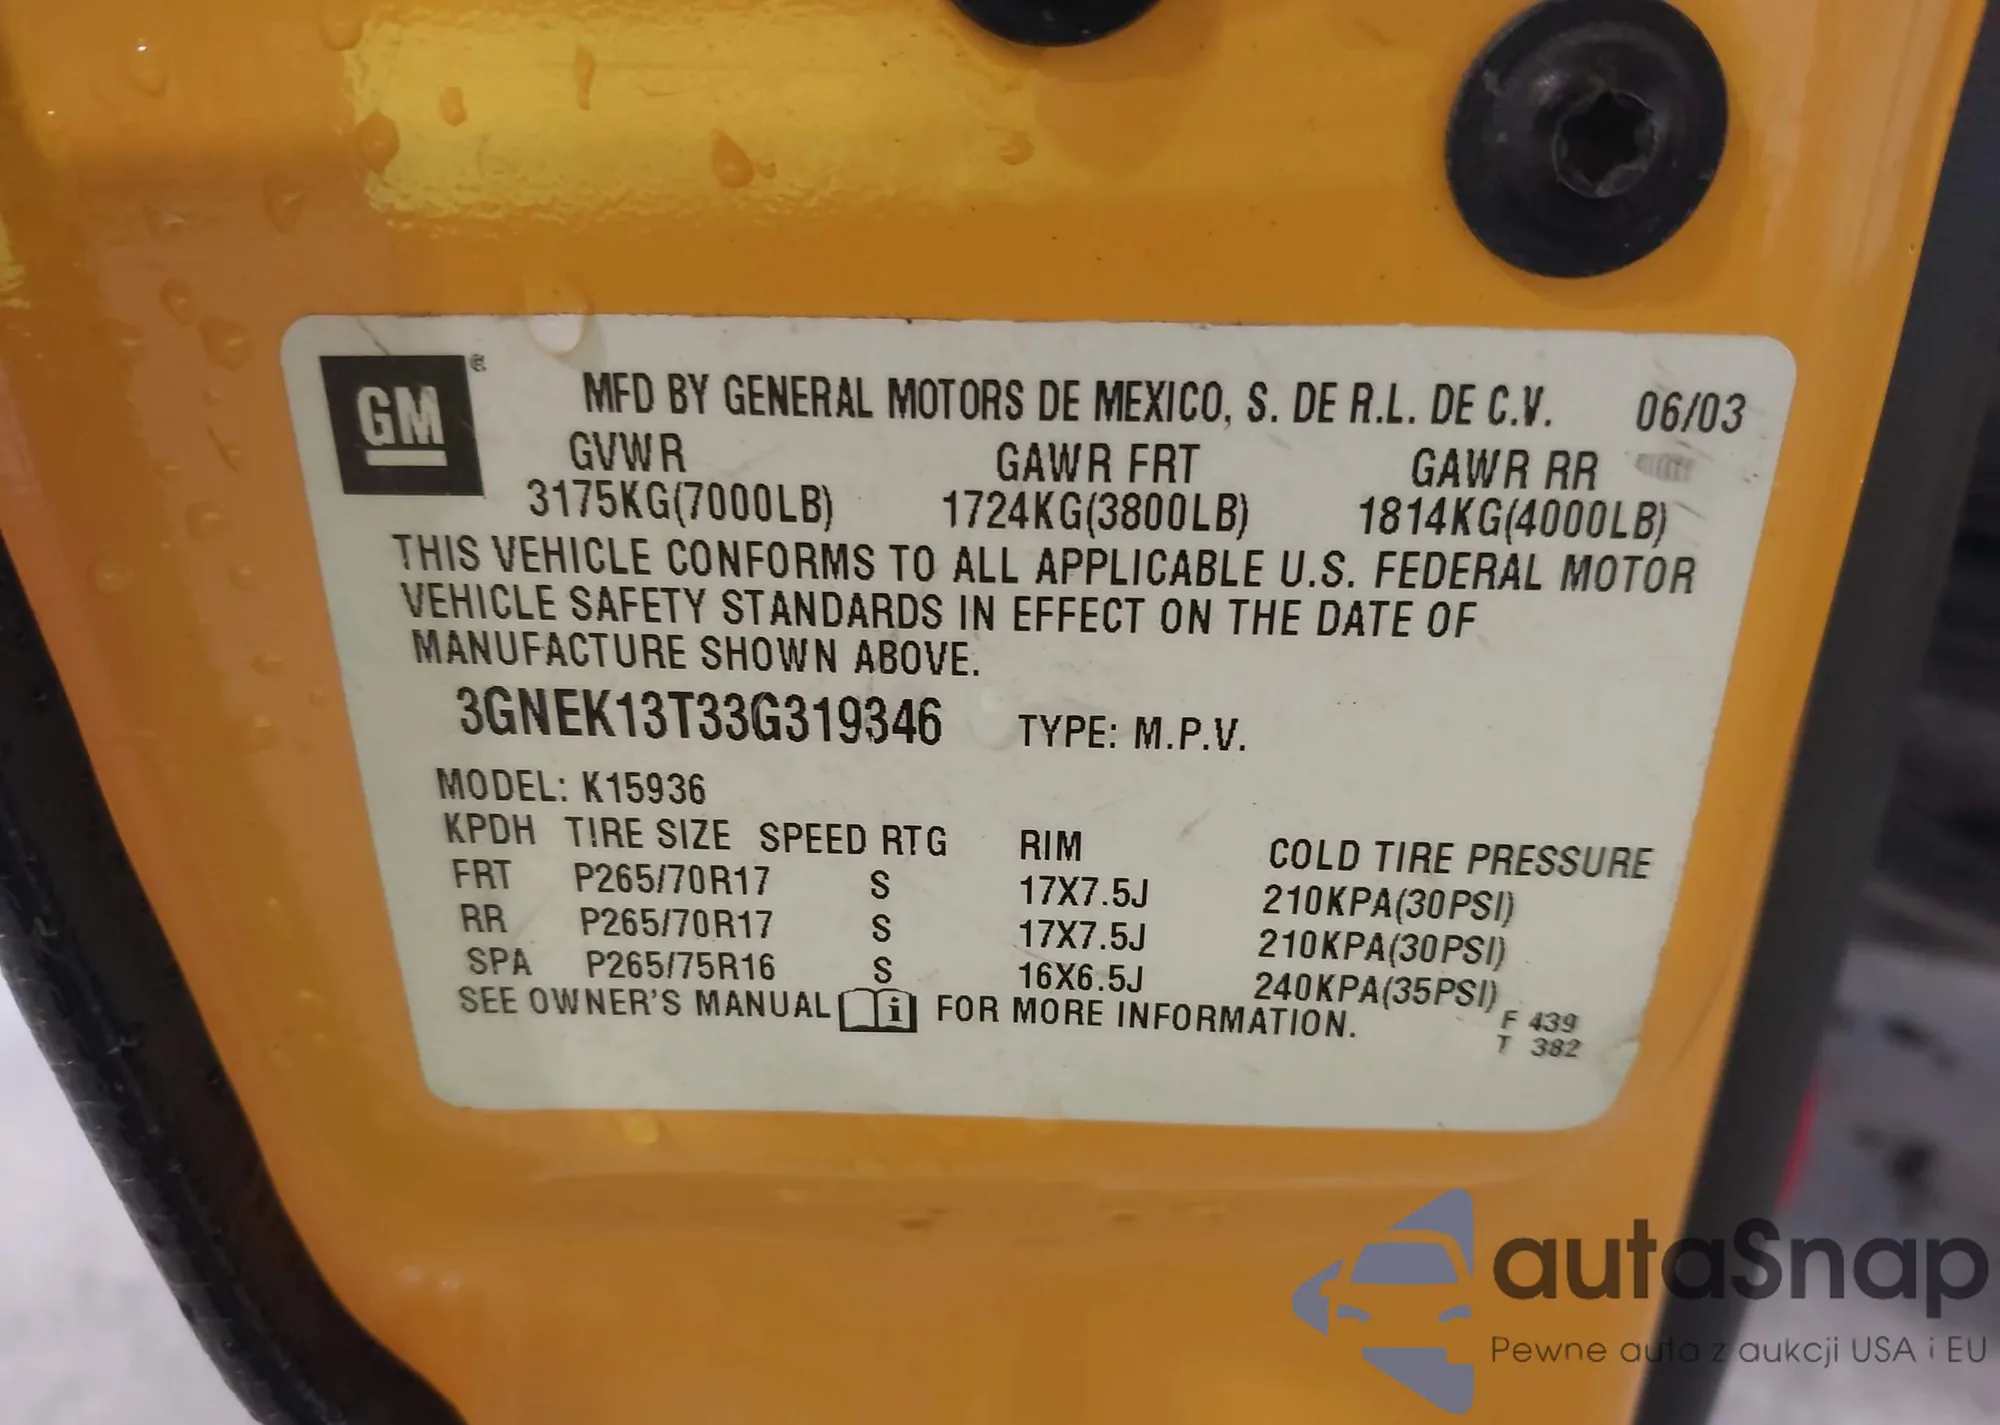 GM ®
MFD BY GENERAL MOTORS DE MEXICO, S. DE R.L. DE C.V. 06/03
GVWR GAWR FRT GAWR RR
3175KG(7000LB) 1724KG(3800LB) 1814KG(4000LB)
THIS VEHICLE CONFORMS TO ALL APPLICABLE U.S. FEDERAL MOTOR
VEHICLE SAFETY STANDARDS IN EFFECT ON THE DATE OF
MANUFACTURE SHOWN ABOVE.
3GNEK13T33G319346 TYPE: M.P.V.
MODEL: K15936
KPDH TIRE SIZE SPEED RTG RIM COLD TIRE PRESSURE
FRT P265/70R17 S 17X7.5J 210KPA(30PSI)
RR P265/70R17 S 17X7.5J 210KPA(30PSI)
SPA P265/75R16 S 16X6.5J 240KPA(35PSI)
SEE OWNER'S MANUAL i FOR MORE INFORMATION.
F 439
T 382
autaSnap
Pewne auta z aukcji USA i EU